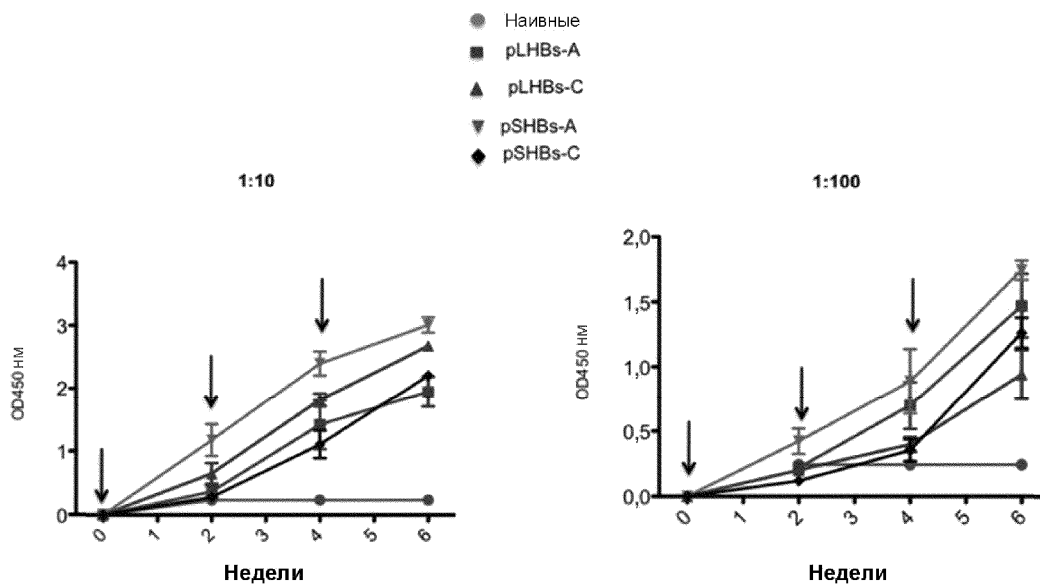 Наивные
pLHBs-A
pLHBs-C
pSHBs-A
pSHBs-C
1:10
4
3
2
1
0
OD450 нм
0 1 2 3 4 5 6
Недели
1:100
2,0
1,5
1,0
0,5
0,0
OD450 нм
0 1 2 3 4 5 6
Недели